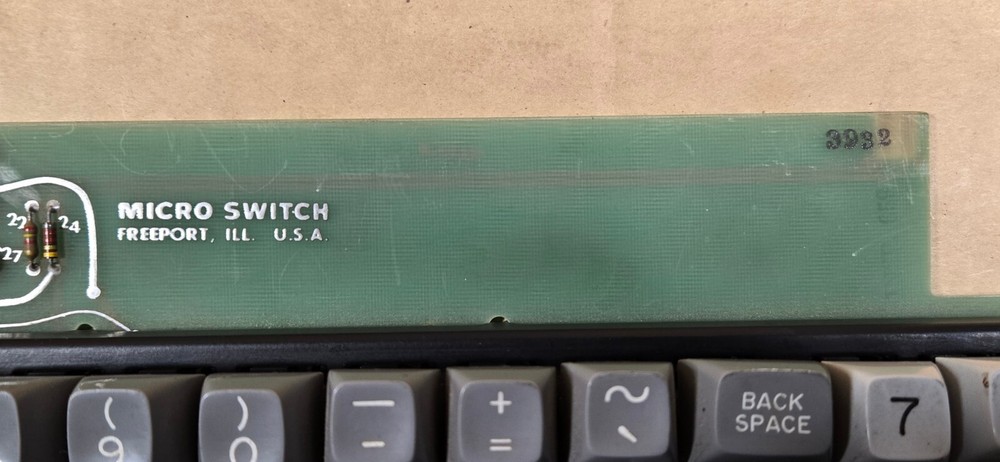 3932
MICRO SWITCH
FREEPORT, ILL. U.S.A.
22
24
27
( ) — + ~ BACK
9 0 - = ` SPACE 7